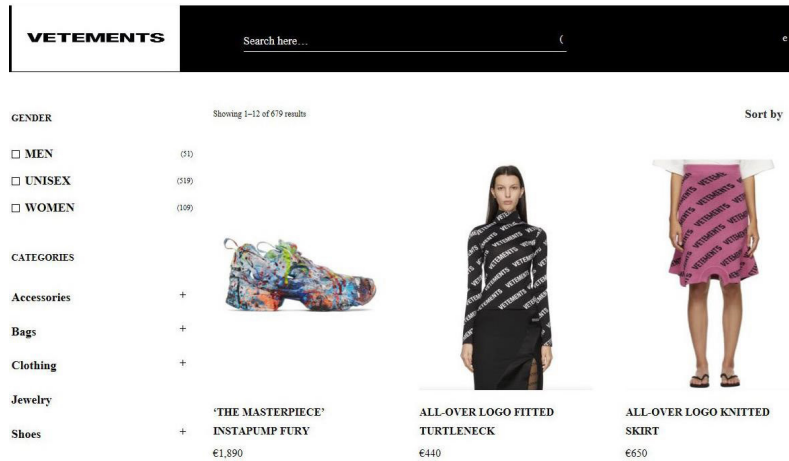 VETEMENTS
Search here...
GENDER
Showing 1–12 of 679 results
Sort by
MEN (51)
UNISEX (519)
WOMEN (109)
CATEGORIES
Accessories +
Bags +
Clothing +
Jewelry
Shoes +
‘THE MASTERPIECE’
INSTAPUMP FURY
€1,890
ALL-OVER LOGO FITTED
TURTLENECK
€440
ALL-OVER LOGO KNITTED
SKIRT
€650